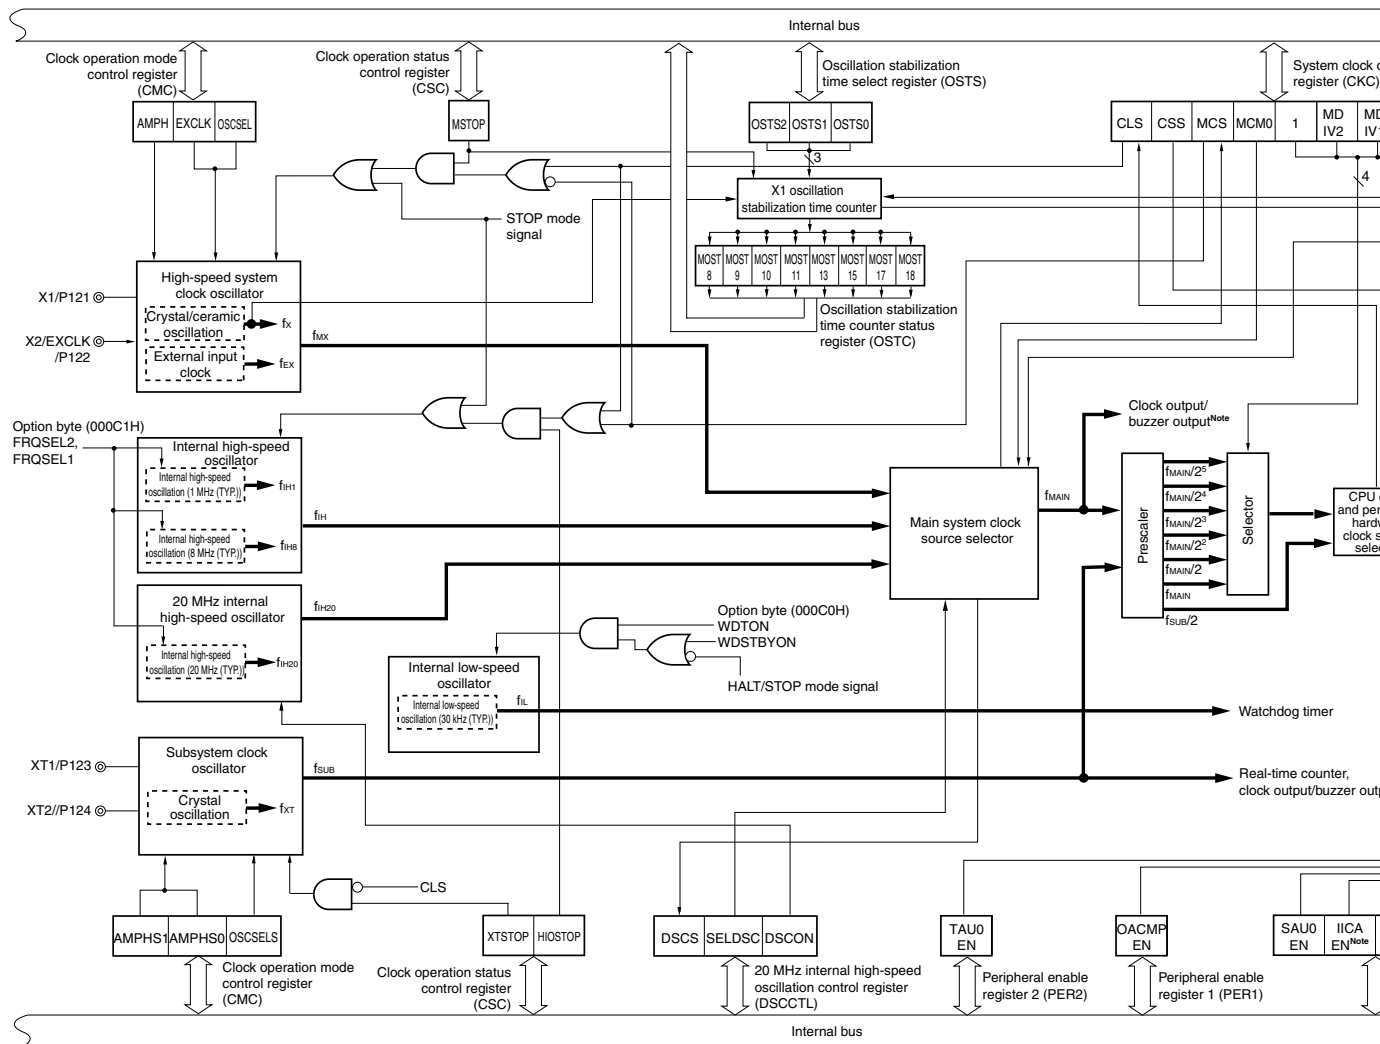 Internal bus
Clock operation mode
control register
(CMC)
Clock operation status
control register
(CSC)
Oscillation stabilization
time select register (OSTS)
System clock c
register (CKC)
AMPH
EXCLK
OSCSEL
MSTOP
OSTS2
OSTS1
OSTS0
CLS
CSS
MCS
MCM0
1
MD
IV2
MD
IV1
3
4
X1 oscillation
stabilization time counter
STOP mode
signal
MOST
8
MOST
9
MOST
10
MOST
11
MOST
13
MOST
15
MOST
17
MOST
18
Oscillation stabilization
time counter status
register (OSTC)
High-speed system
clock oscillator
X1/P121
Crystal/ceramic
oscillation
fX
X2/EXCLK
/P122
External input
clock
fEX
fMX
Option byte (000C1H)
FRQSEL2,
FRQSEL1
Internal high-speed
oscillator
Internal high-speed
oscillation (1 MHz (TYP.))
fIH1
Internal high-speed
oscillation (8 MHz (TYP.))
fIH8
fIH
Clock output/
buzzer outputNote
Main system clock
source selector
fMAIN
Prescaler
fMAIN/2⁵
fMAIN/2⁴
fMAIN/2³
fMAIN/2²
fMAIN/2
fMAIN
fSUB/2
Selector
CPU
and per
hardw
clock s
selec
20 MHz internal
high-speed oscillator
Internal high-speed
oscillation (20 MHz (TYP.))
fIH20
fIH20
Option byte (000C0H)
WDTON
WDSTBYON
HALT/STOP mode signal
Internal low-speed
oscillator
Internal low-speed
oscillation (30 kHz (TYP.))
fIL
Watchdog timer
Subsystem clock
oscillator
XT1/P123
Crystal
oscillation
fXT
XT2//P124
fSUB
Real-time counter,
clock output/buzzer outp
CLS
AMPHS1
AMPHS0
OSCSELS
XTSTOP
HIOSTOP
DSCS
SELDSC
DSCON
TAU0
EN
OACMP
EN
SAU0
EN
IICA
ENNote
Clock operation mode
control register
(CMC)
Clock operation status
control register
(CSC)
20 MHz internal high-speed
oscillation control register
(DSCCTL)
Peripheral enable
register 2 (PER2)
Peripheral enable
register 1 (PER1)
Internal bus